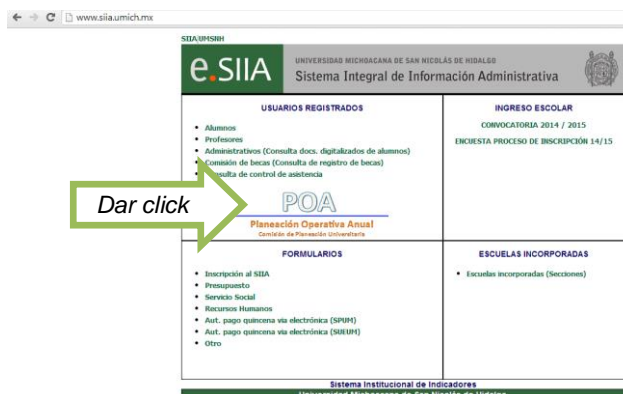 www.siia.umich.mx
SIIA/UMSNH
e.SIIA
UNIVERSIDAD MICHOACANA DE SAN NICOLÁS DE HIDALGO
Sistema Integral de Información Administrativa
USUARIOS REGISTRADOS
• Alumnos
• Profesores
• Administrativos (Consulta docs. digitalizados de alumnos)
• Comisión de becas (Consulta de registro de becas)
• Consulta de control de asistencia
Dar click
POA
Planeación Operativa Anual
Comisión de Planeación Universitaria
INGRESO ESCOLAR
CONVOCATORIA 2014 / 2015
ENCUESTA PROCESO DE INSCRIPCIÓN 14/15
FORMULARIOS
• Inscripción al SIIA
• Presupuesto
• Servicio Social
• Recursos Humanos
• Aut. pago quincena via electrónica (SPUM)
• Aut. pago quincena via electrónica (SUEUM)
• Otro
ESCUELAS INCORPORADAS
• Escuelas incorporadas (Secciones)
Sistema Institucional de Indicadores
Universidad Michoacana de San Nicolás de Hidalgo